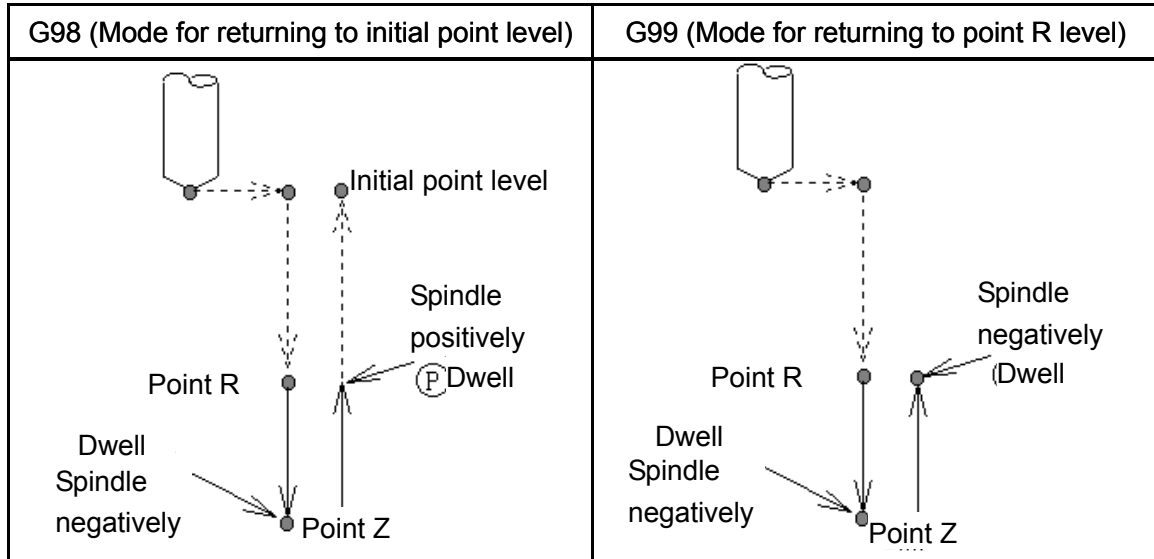 G98 (Mode for returning to initial point level)
G99 (Mode for returning to point R level)
Initial point level
Spindle
positively
Ⓟ Dwell
Point R
Dwell
Spindle
negatively
Point Z
Spindle
negatively
(Dwell
Point R
Dwell
Spindle
negatively
Point Z